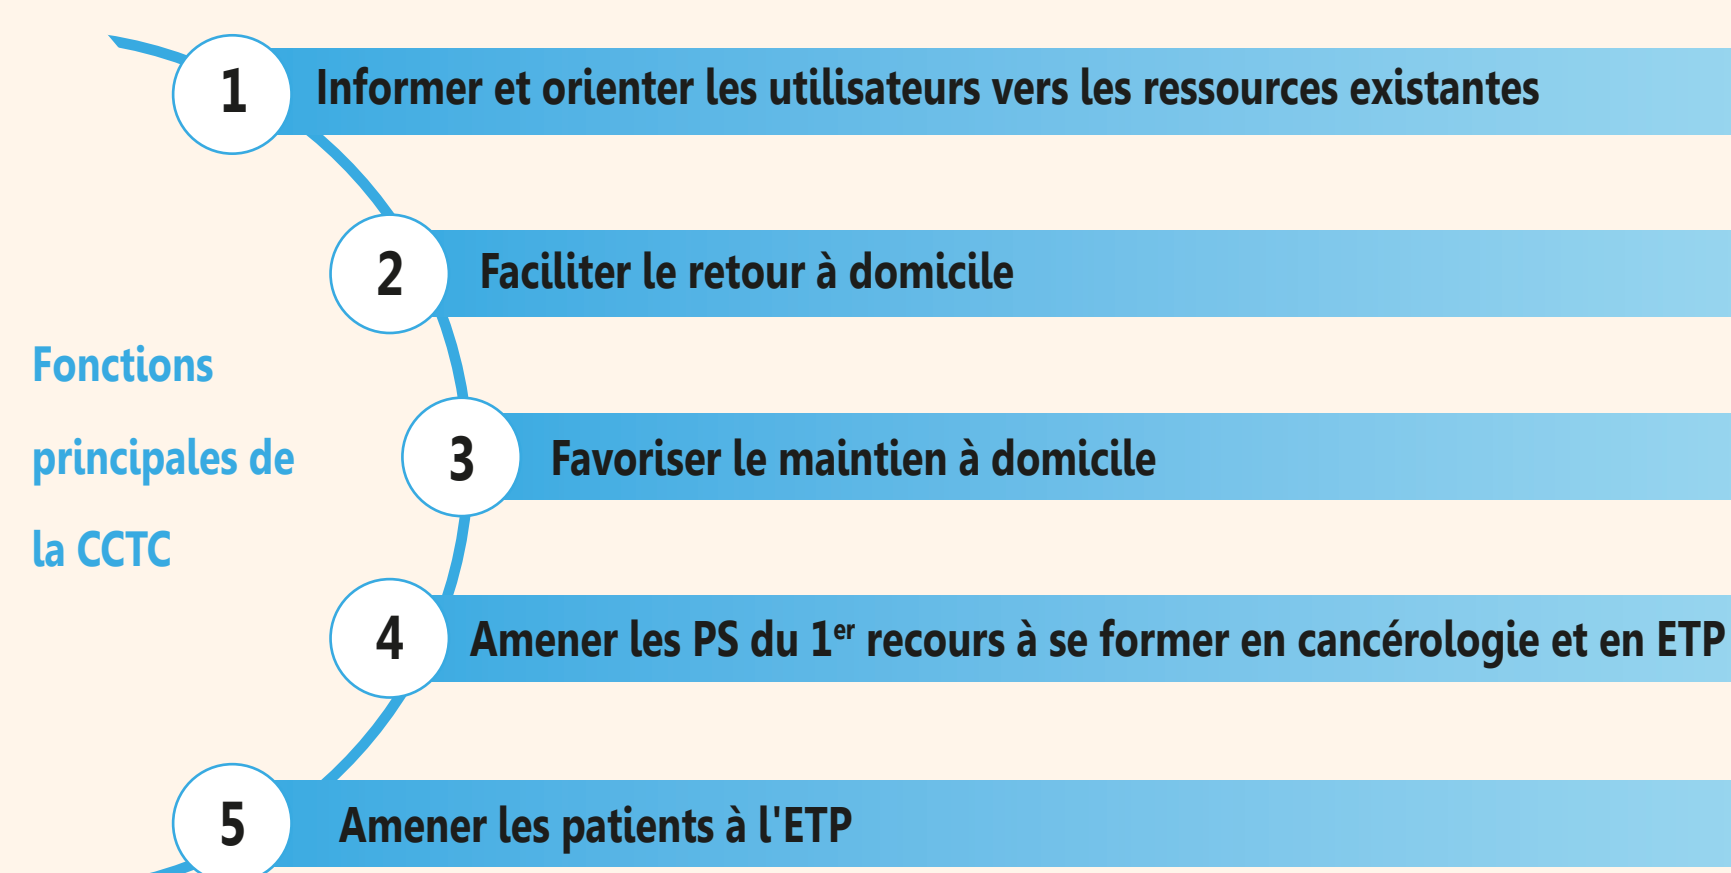 1 Informer et orienter les utilisateurs vers les ressources existantes
2 Faciliter le retour à domicile
Fonctions
principales de
la CCTC
3 Favoriser le maintien à domicile
4 Amener les PS du 1er recours à se former en cancérologie et en ETP
5 Amener les patients à l'ETP